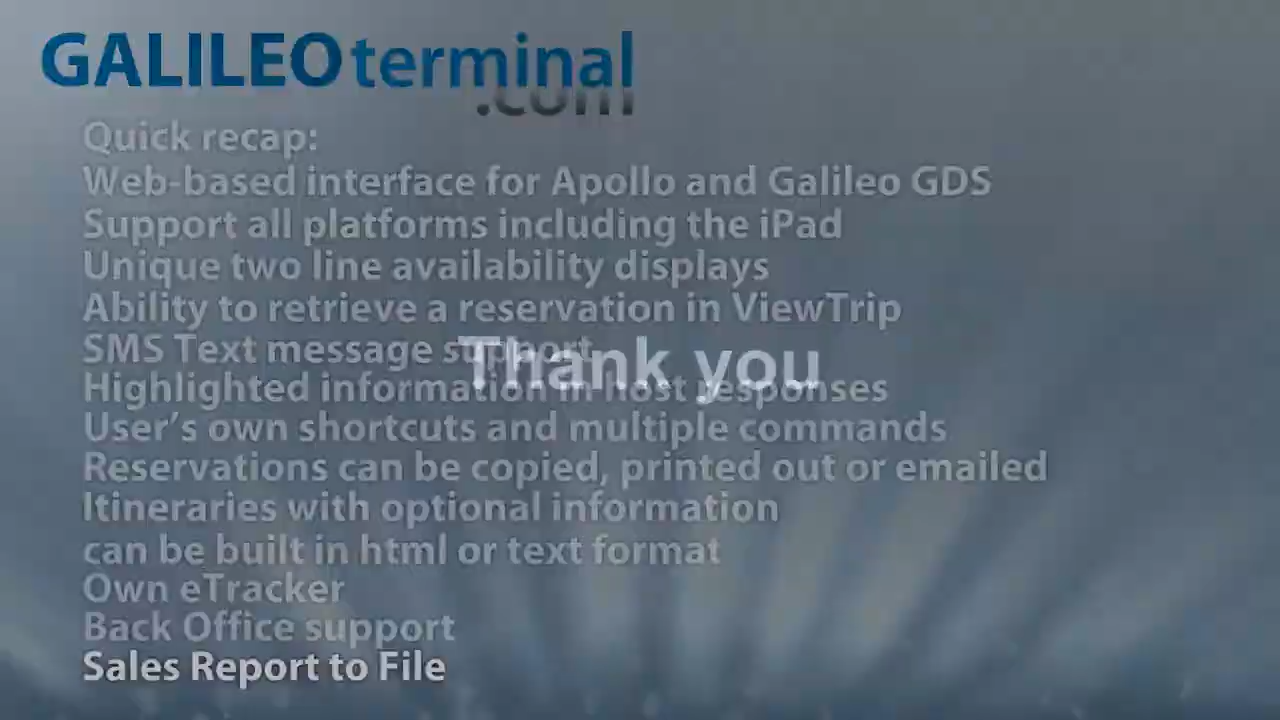 GALILEOterminal
.com
Quick recap:
Web-based interface for Apollo and Galileo GDS
Support all platforms including the iPad
Unique two line availability displays
Ability to retrieve a reservation in ViewTrip
SMS Text message support
Thank you
Highlighted information in host responses
User’s own shortcuts and multiple commands
Reservations can be copied, printed out or emailed
Itineraries with optional information
can be built in html or text format
Own eTracker
Back Office support
Sales Report to File